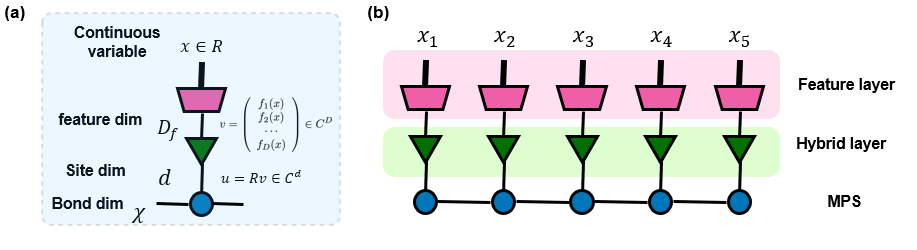 (a)
Continuous
variable
x ∈ R
feature dim
D_f
v = ( f_1(x)
f_2(x)
...
f_D(x) ) ∈ C^D
Site dim
d
u = Rv ∈ C^d
Bond dim
χ
(b)
x_1 x_2 x_3 x_4 x_5
Feature layer
Hybrid layer
MPS